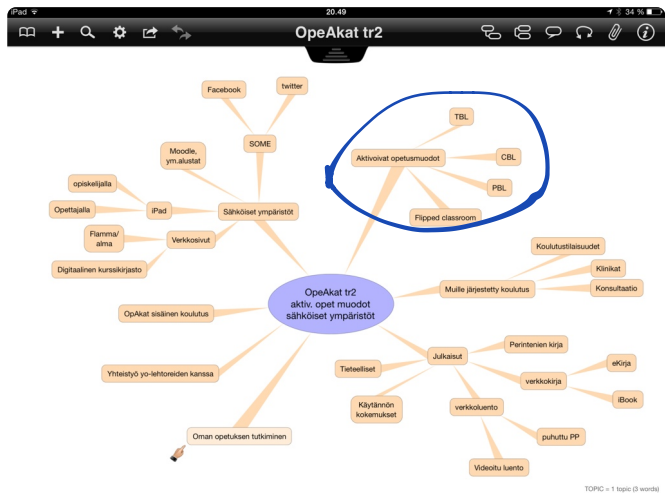 iPad
20.49
34 %
OpeAkat tr2
Facebook
twitter
SOME
Moodle,
ym.alustat
opiskelijalla
Opettajalla
iPad
Sähköiset ympäristöt
Flamma/
alma
Verkkosivut
Digitaalinen kurssikirjasto
TBL
Aktivoivat opetusmuodot
CBL
PBL
Flipped classroom
Koulutustilaisuudet
Klinikat
Muille järjestetty koulutus
Konsultaatio
OpeAkat tr2
aktiv. opet muodot
sähköiset ympäristöt
OpAkat sisäinen koulutus
Yhteistyö yo-lehtoreiden kanssa
Oman opetuksen tutkiminen
Julkaisut
Perintenien kirja
Tieteelliset
verkkokirja
eKirja
iBook
Käytännön
kokemukset
verkkoluento
puhuttu PP
Videoitu luento
TOPIC = 1 topic (3 words)